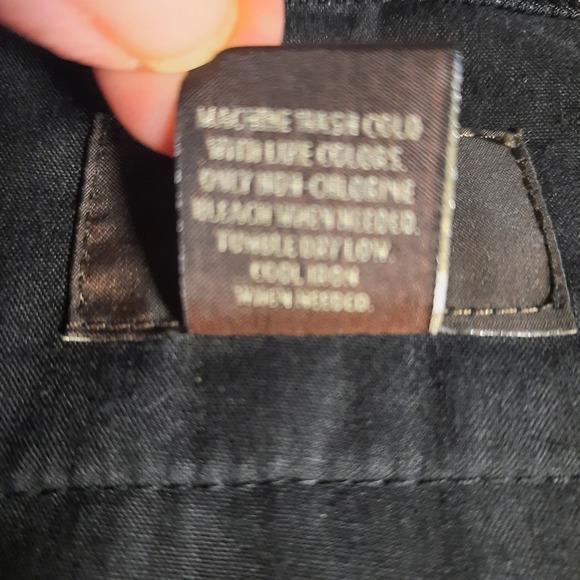 MACHINE WASH COLD
WITH LIKE COLORS.
ONLY NON-CHLORINE
BLEACH WHEN NEEDED.
TUMBLE DRY LOW.
COOL IRON
WHEN NEEDED.